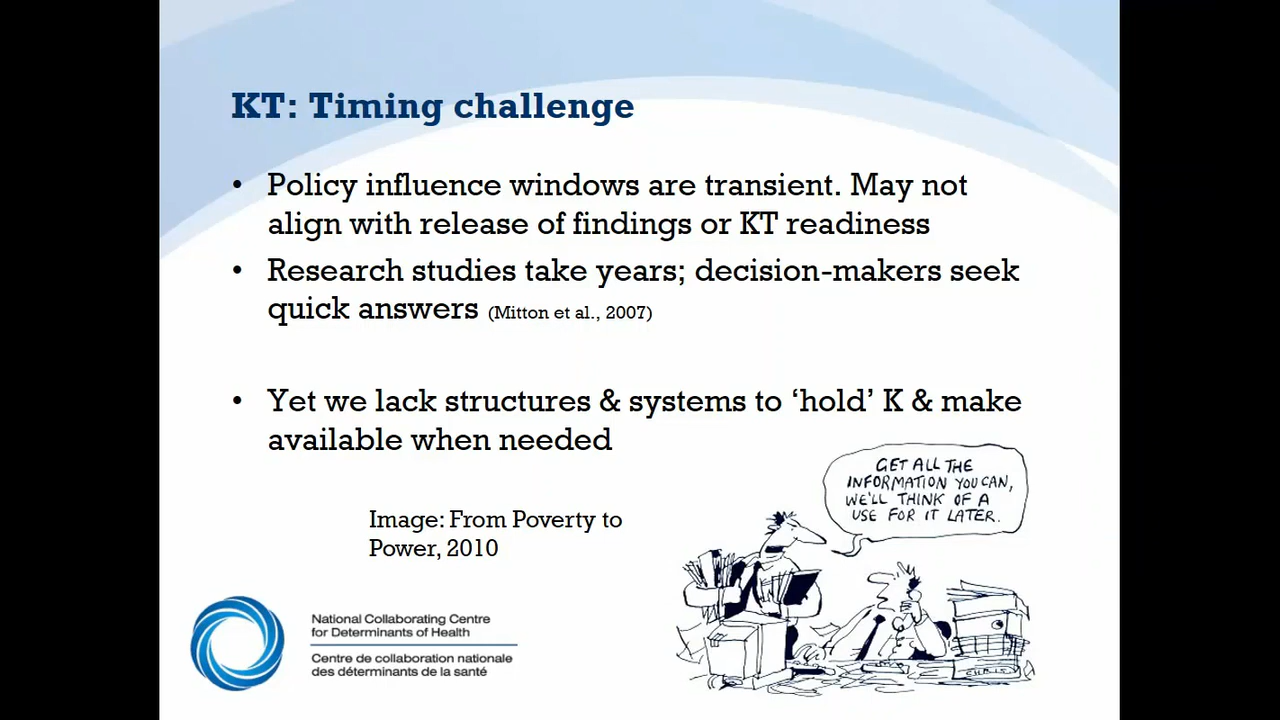 KT: Timing challenge
• Policy influence windows are transient. May not
align with release of findings or KT readiness
• Research studies take years; decision-makers seek
quick answers (Mitton et al., 2007)
• Yet we lack structures & systems to ‘hold’ K & make
available when needed
GET ALL THE
INFORMATION YOU CAN,
WE'LL THINK OF A
USE FOR IT LATER.
Image: From Poverty to
Power, 2010
National Collaborating Centre
for Determinants of Health
Centre de collaboration nationale
des déterminants de la santé